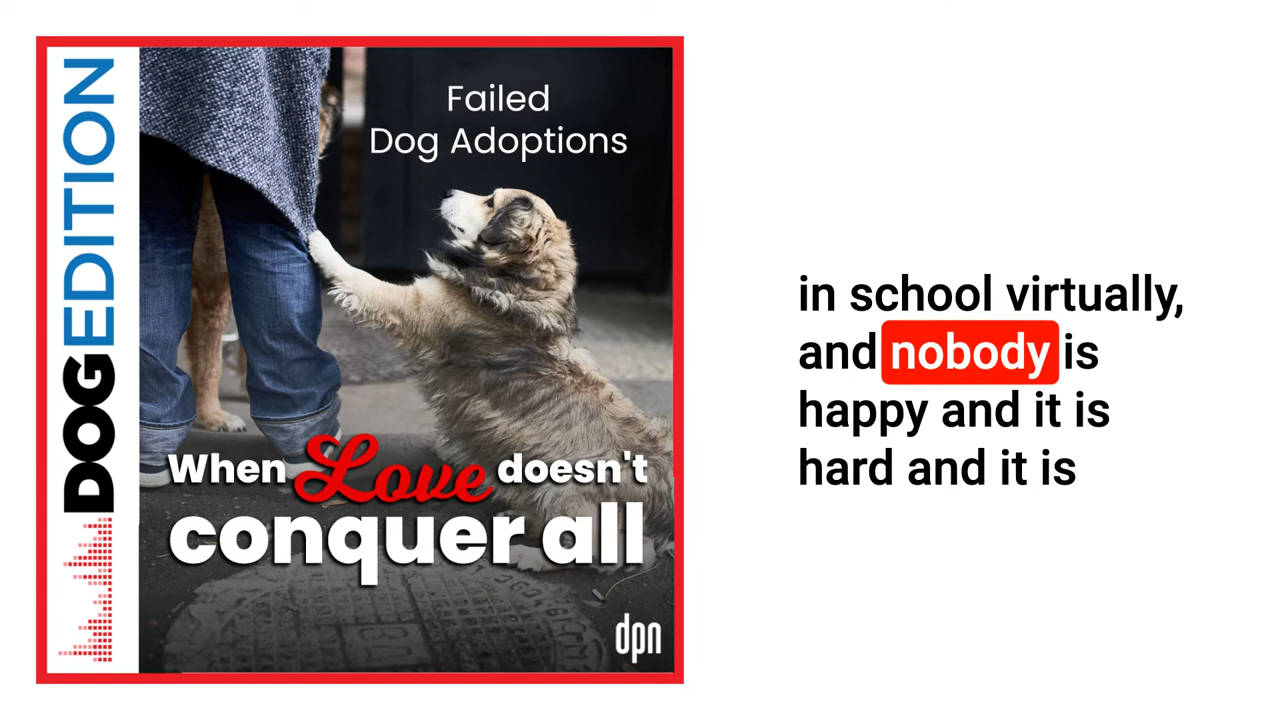 DOGEDITION
Failed
Dog Adoptions
When Love doesn't
conquer all
dpn
in school virtually,
and nobody is
happy and it is
hard and it is